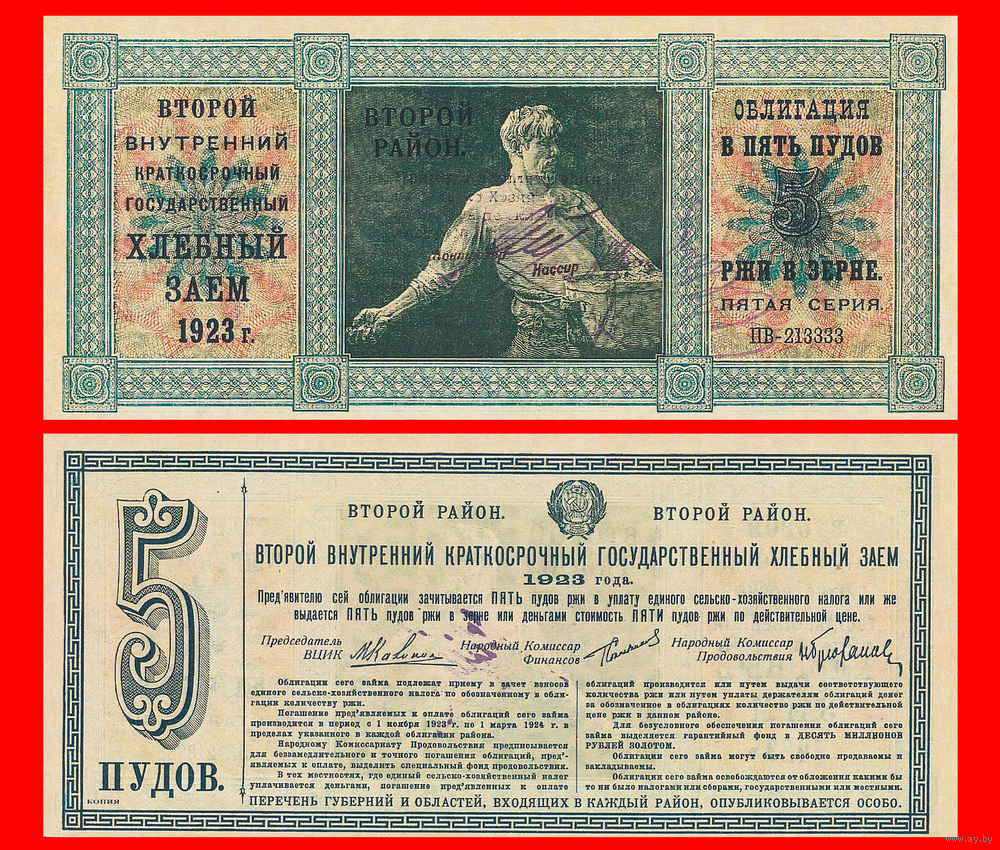 ВТОРОЙ
ВНУТРЕННИЙ
КРАТКОСРОЧНЫЙ
ГОСУДАРСТВЕННЫЙ
ХЛЕБНЫЙ
ЗАЕМ
1923 г.
ВТОРОЙ
РАЙОН.
Кассир
ОБЛИГАЦИЯ
В ПЯТЬ ПУДОВ
5
РЖИ В ЗЕРНЕ.
ПЯТАЯ СЕРИЯ.
ПВ-213333
5
ПУДОВ.
КОПИЯ
ВТОРОЙ РАЙОН. ВТОРОЙ РАЙОН.
ВТОРОЙ ВНУТРЕННИЙ КРАТКОСРОЧНЫЙ ГОСУДАРСТВЕННЫЙ ХЛЕБНЫЙ ЗАЕМ
1923 года.
Пред'явителю сей облигации зачитывается ПЯТЬ пудов ржи в уплату единого сельско-хозяйственного налога или же
выдается ПЯТЬ пудов ржи в зерне или деньгами стоимость ПЯТИ пудов ржи по действительной цене.
Председатель
ВЦИК
Народный Комиссар
Финансов
Народный Комиссар
Продовольствия
Облигации сего займа подлежат приему в зачет взносов
единого сельско-хозяйственного налога по обозначенному в обли-
гации количеству ржи.
Погашение пред'являемых к оплате облигаций сего займа
производится в период с 1 ноября 1923 г. по 1 марта 1924 г. в
пределах указанного в каждой облигации района.
Народному Комиссариату Продовольствия предписывается
для беззамедлительного и точного погашения облигаций, пред'-
являемых к оплате, выделить специальный фонд продовольствия.
В тех местностях, где единый сельско-хозяйственный налог
уплачивается деньгами, погашение пред'явленных к оплате
облигаций производится или путем выдачи соответствующего
количества ржи или путем уплаты держателям облигаций денег
за обозначенное в облигациях количество ржи по действительной
цене ржи в данном районе.
Для безусловного обеспечения погашения облигаций сего
займа выделяется гарантийный фонд в ДЕСЯТЬ МИЛЛИОНОВ
РУБЛЕЙ ЗОЛОТОМ.
Облигации сего займа могут быть свободно продаваемы и
закладываемы.
Облигации сего займа освобождаются от обложения какими бы
то ни было налогами или сборами, государственными или местными.
ПЕРЕЧЕНЬ ГУБЕРНИЙ И ОБЛАСТЕЙ, ВХОДЯЩИХ В КАЖДЫЙ РАЙОН, ОПУБЛИКОВЫВАЕТСЯ ОСОБО.
www.ay.by